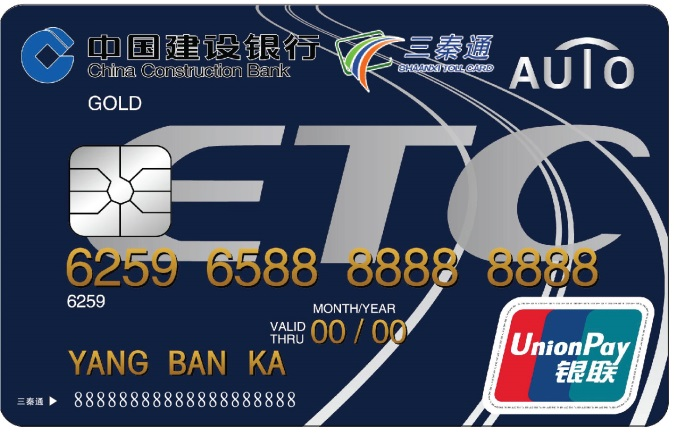 中国建设银行
China Construction Bank
三秦通
SHAANXI TOLL CARD
AUTO
GOLD
ETC
6259 6588 8888 8888
6259
MONTH/YEAR
VALID THRU 00 / 00
YANG BAN KA
UnionPay
银联
三秦通 ▶ 88888888888888888888